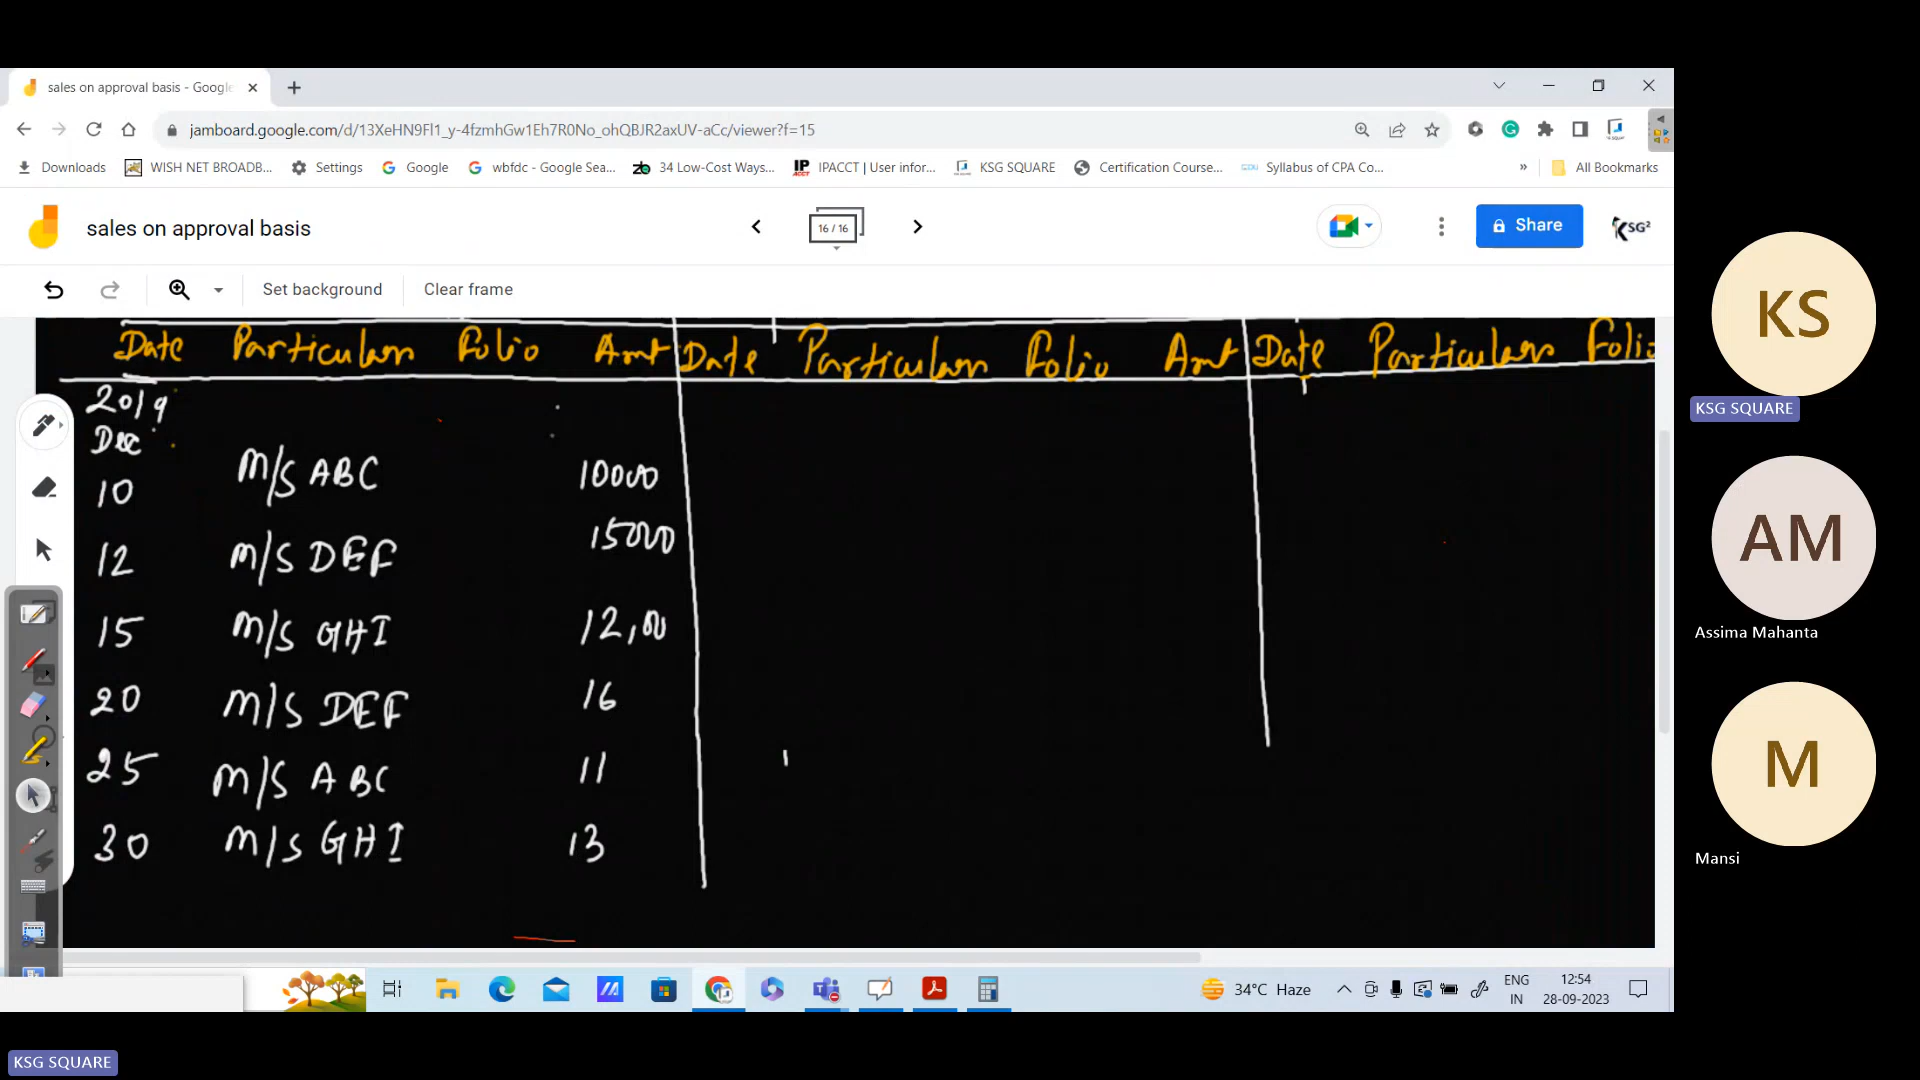 sales on approval basis - Google
jamboard.google.com/d/13XeHN9Fl1_y-4fzmhGw1Eh7R0No_ohQBJR2axUV-aCc/viewer?f=15
Downloads WISH NET BROADB... Settings Google wbfdc - Google Sea... 34 Low-Cost Ways... IPACCT | User infor... KSG SQUARE Certification Course... Syllabus of CPA Co... » All Bookmarks
sales on approval basis
16 / 16
Share
KSG²
Set background Clear frame
Date Particulars Folio Amt Date Particulars Folio Amt Date Particulars Folio
2019
Dec
10 M/S ABC 10000
12 M/S DEF 15000
15 M/S GHI 12,00
20 M/S DEF 16
25 M/S ABC 11
30 M/S GHI 13
34°C Haze ENG IN 12:54 28-09-2023
KS
KSG SQUARE
AM
Assima Mahanta
M
Mansi
KSG SQUARE